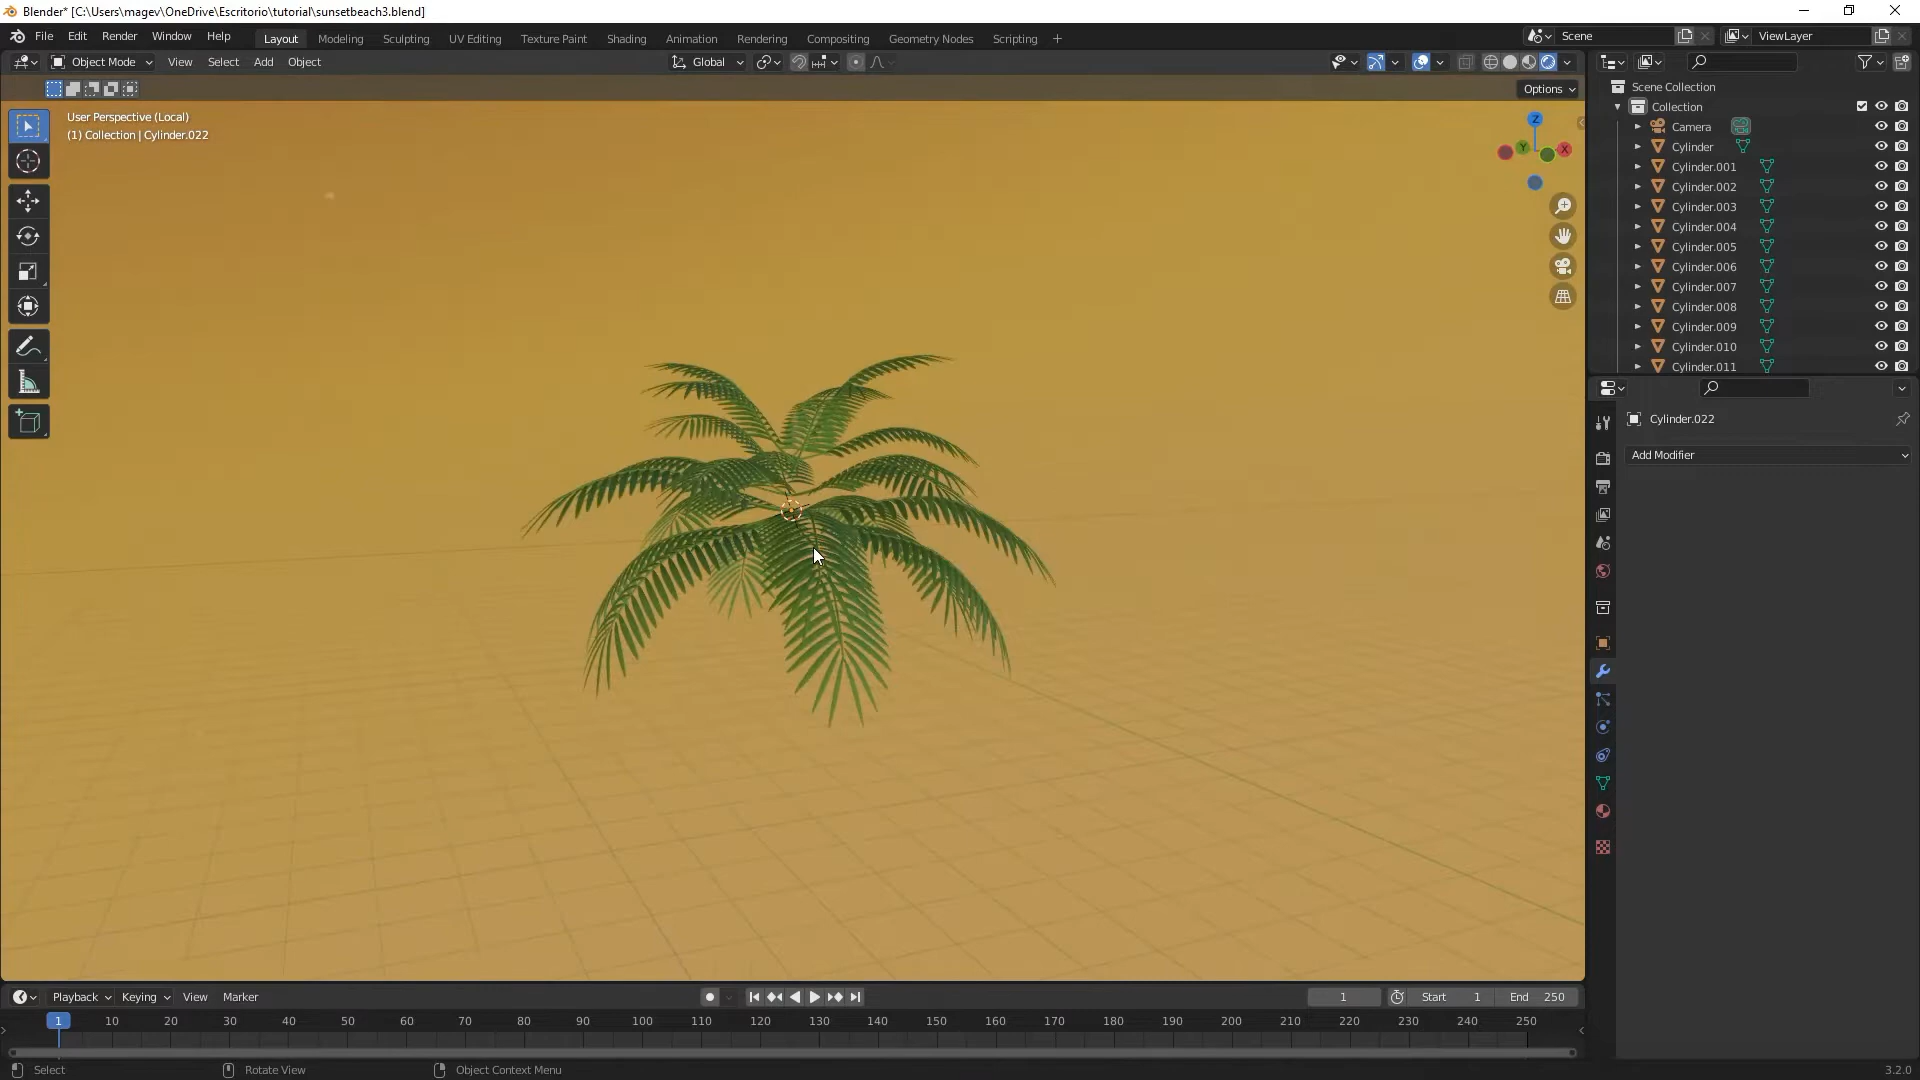 Blender* [C:\Users\magev\OneDrive\Escritorio\tutorial\sunsetbeach3.blend]
File Edit Render Window Help Layout Modeling Sculpting UV Editing Texture Paint Shading Animation Rendering Compositing Geometry Nodes Scripting + Scene ViewLayer
Object Mode View Select Add Object Global
Options
User Perspective (Local)
(1) Collection | Cylinder.022
Z
Y
X
Scene Collection
Collection
Camera
Cylinder
Cylinder.001
Cylinder.002
Cylinder.003
Cylinder.004
Cylinder.005
Cylinder.006
Cylinder.007
Cylinder.008
Cylinder.009
Cylinder.010
Cylinder.011
Cylinder.022
Add Modifier
Playback Keying View Marker 1 Start 1 End 250
1 10 20 30 40 50 60 70 80 90 100 110 120 130 140 150 160 170 180 190 200 210 220 230 240 250
Select Rotate View Object Context Menu 3.2.0